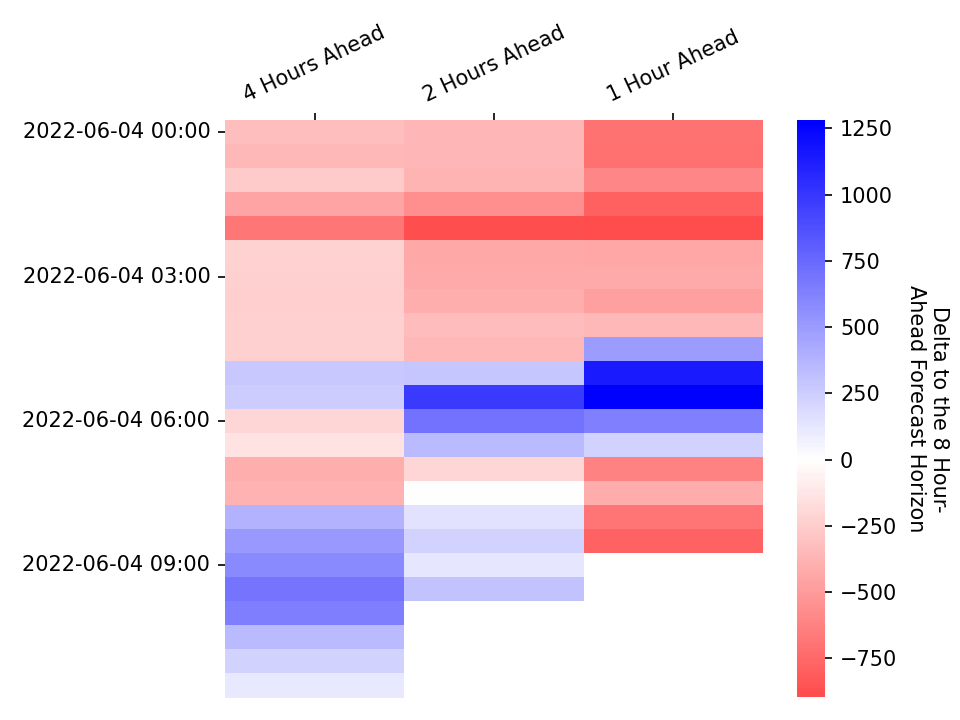 4 Hours Ahead
2 Hours Ahead
1 Hour Ahead
2022-06-04 00:00
2022-06-04 03:00
2022-06-04 06:00
2022-06-04 09:00
1250
1000
750
500
250
0
−250
−500
−750
Delta to the 8 Hour-
Ahead Forecast Horizon